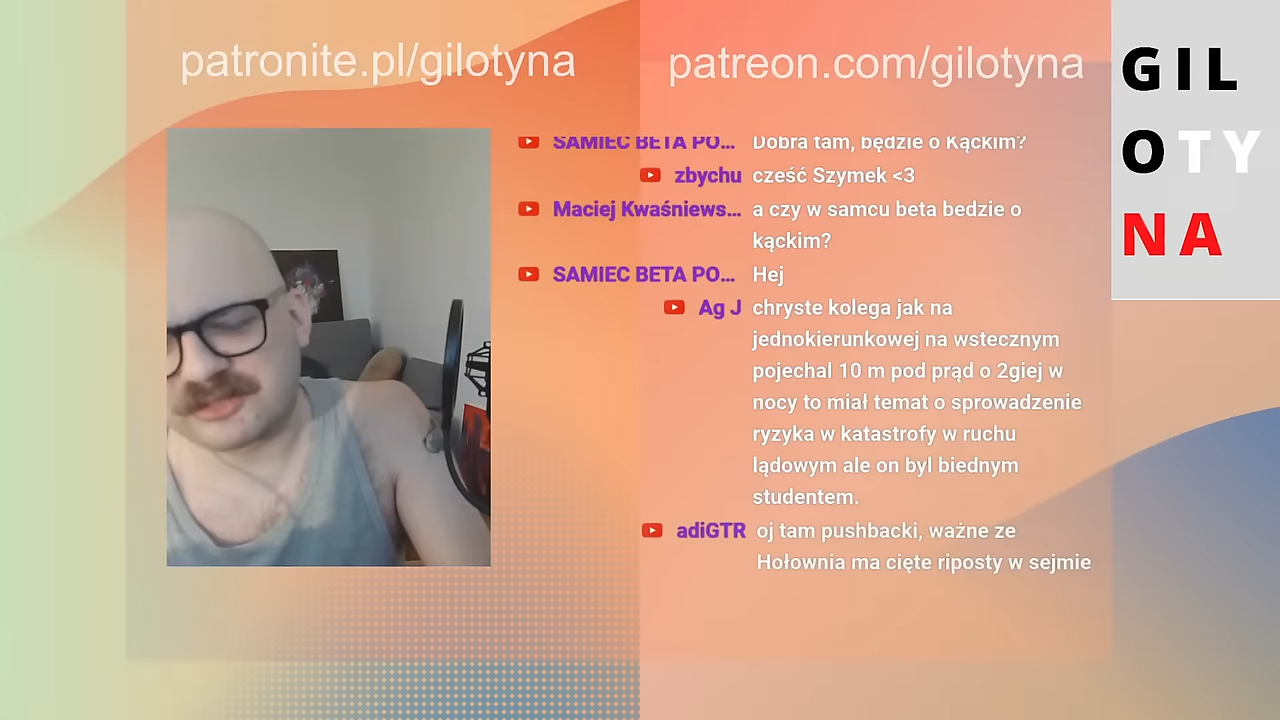 patronite.pl/gilotyna
patreon.com/gilotyna
GIL
OTY
NA
SAMIEC BETA PO... Dobra tam, będzie o Kąckim?
zbychu cześć Szymek <3
Maciej Kwaśniews... a czy w samcu beta bedzie o
kąckim?
SAMIEC BETA PO... Hej
Ag J chryste kolega jak na
jednokierunkowej na wstecznym
pojechal 10 m pod prąd o 2giej w
nocy to miał temat o sprowadzenie
ryzyka w katastrofy w ruchu
lądowym ale on byl biednym
studentem.
adiGTR oj tam pushbacki, ważne ze
Hołownia ma cięte riposty w sejmie